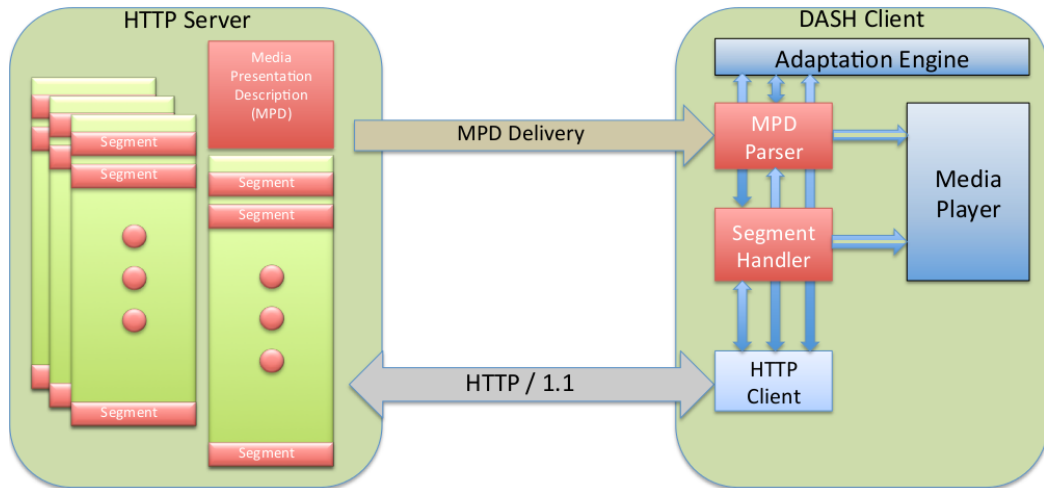 HTTP Server
Media
Presentation
Description
(MPD)
Segment
Segment
Segment
Segment
Segment
Segment
MPD Delivery
HTTP / 1.1
DASH Client
Adaptation Engine
MPD
Parser
Segment
Handler
Media
Player
HTTP
Client